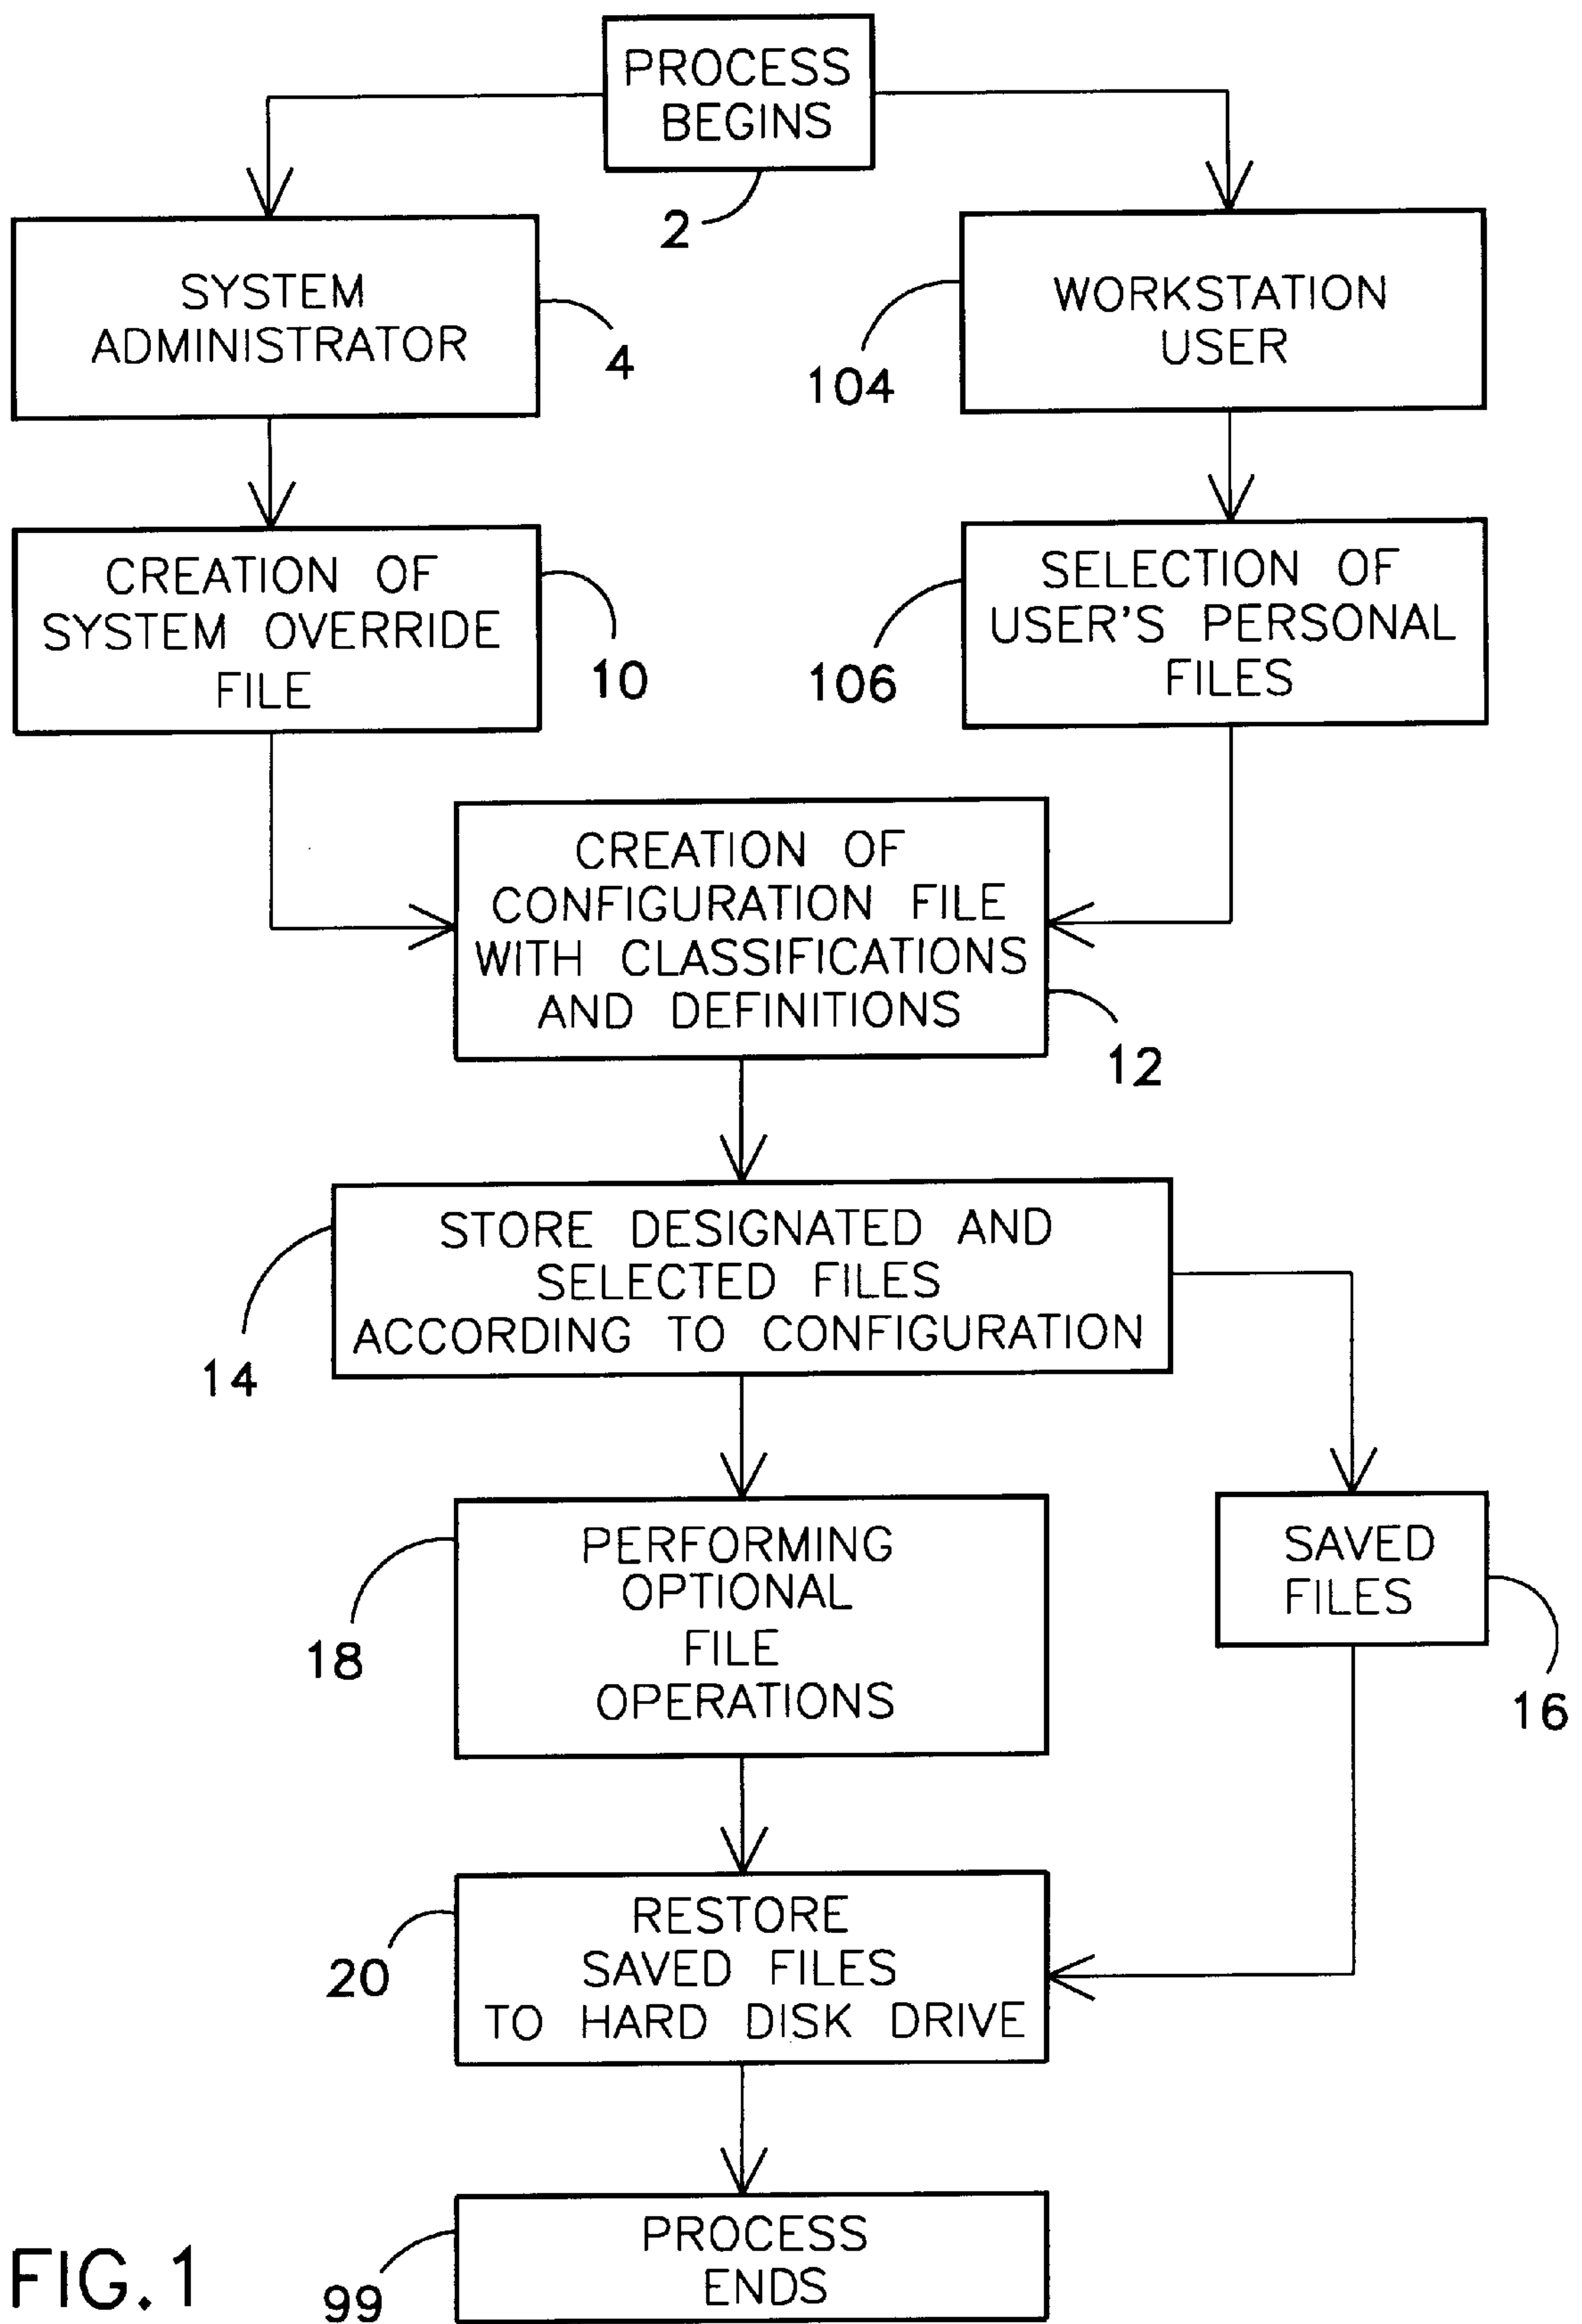 PROCESS
BEGINS
2
SYSTEM
ADMINISTRATOR
4
WORKSTATION
USER
104
CREATION OF
SYSTEM OVERRIDE
FILE
10
SELECTION OF
USER'S PERSONAL
FILES
106
CREATION OF
CONFIGURATION FILE
WITH CLASSIFICATIONS
AND DEFINITIONS
12
STORE DESIGNATED AND
SELECTED FILES
ACCORDING TO CONFIGURATION
14
PERFORMING
OPTIONAL
FILE
OPERATIONS
18
SAVED
FILES
16
RESTORE
SAVED FILES
TO HARD DISK DRIVE
20
PROCESS
ENDS
99
FIG. 1